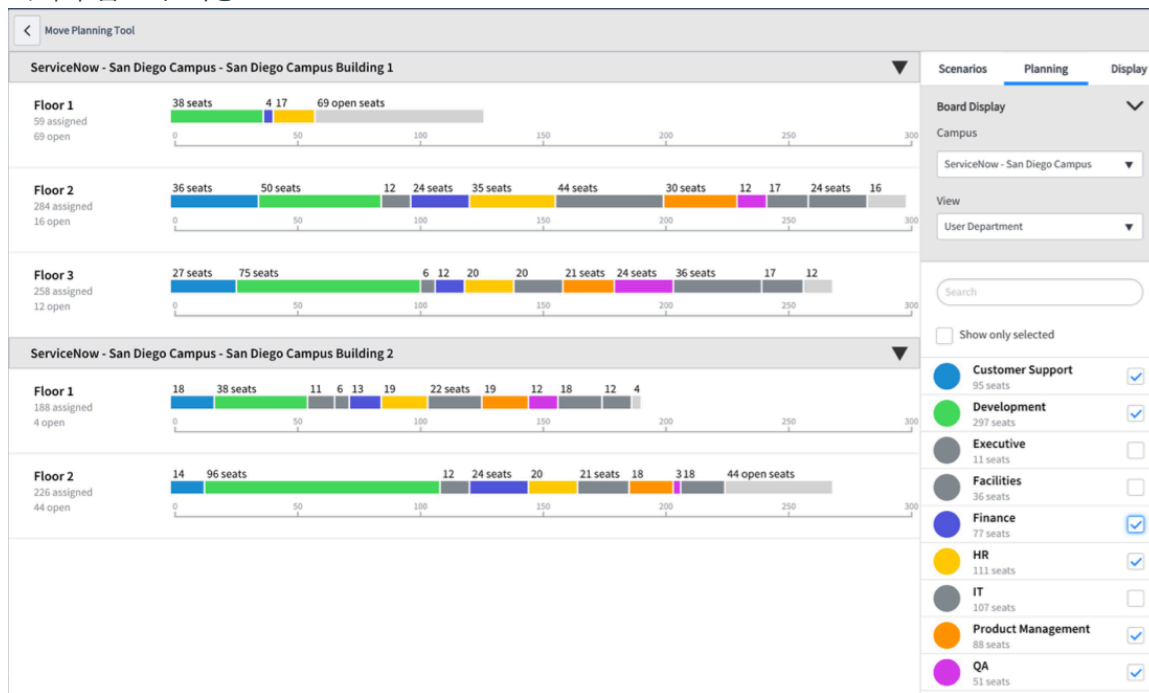 Move Planning Tool
ServiceNow - San Diego Campus - San Diego Campus Building 1
Floor 1
59 assigned
69 open
38 seats 4 17 69 open seats
0 50 100 150 200 250 300
Floor 2
284 assigned
16 open
36 seats 50 seats 12 24 seats 35 seats 44 seats 30 seats 12 17 24 seats 16
0 50 100 150 200 250 300
Floor 3
258 assigned
12 open
27 seats 75 seats 6 12 20 20 21 seats 24 seats 36 seats 17 12
0 50 100 150 200 250 300
ServiceNow - San Diego Campus - San Diego Campus Building 2
Floor 1
188 assigned
4 open
18 38 seats 11 6 13 19 22 seats 19 12 18 12 4
0 50 100 150 200 250 300
Floor 2
226 assigned
44 open
14 96 seats 12 24 seats 20 21 seats 18 3 18 44 open seats
0 50 100 150 200 250 300
Scenarios Planning Display
Board Display
Campus
ServiceNow - San Diego Campus
View
User Department
Search
Show only selected
Customer Support
95 seats
Development
297 seats
Executive
11 seats
Facilities
36 seats
Finance
77 seats
HR
111 seats
IT
107 seats
Product Management
88 seats
QA
51 seats